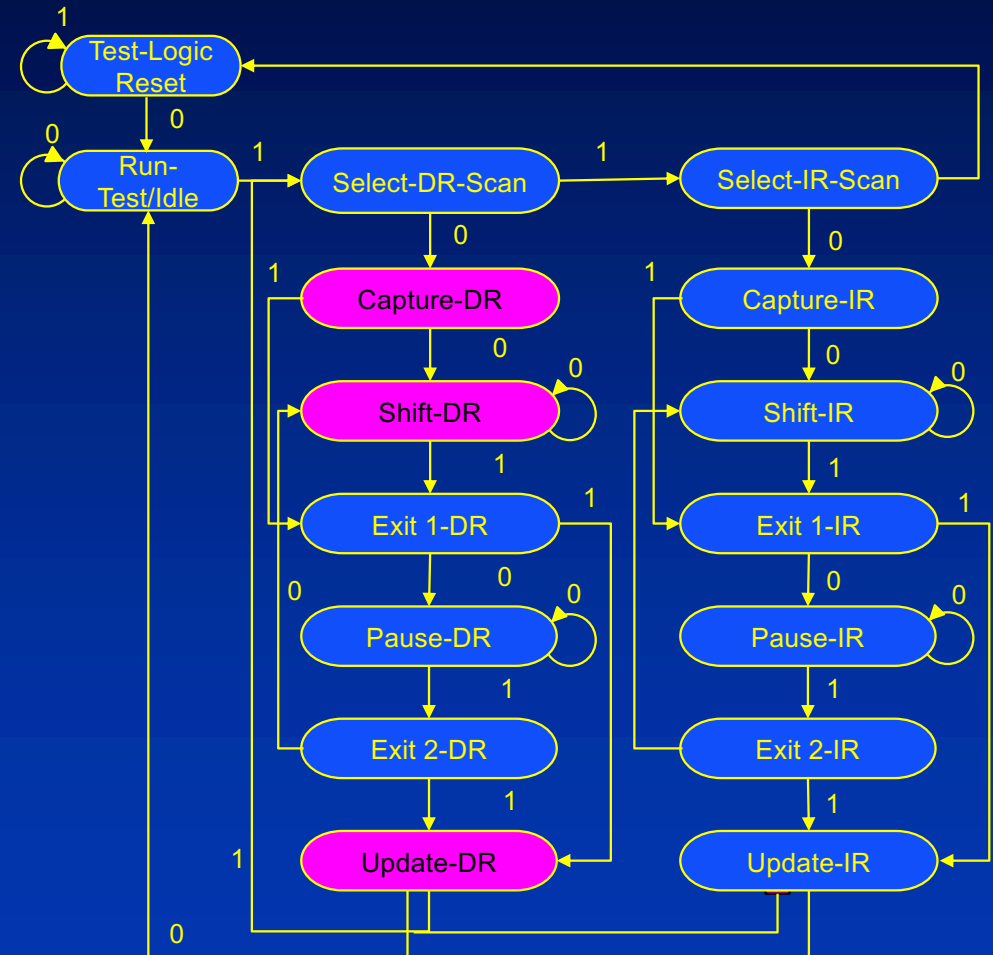 1
Test-Logic
Reset
0
0
1
1
Run-
Test/Idle
Select-DR-Scan
Select-IR-Scan
0
0
1
1
Capture-DR
Capture-IR
0
0
0
0
Shift-DR
Shift-IR
1
1
1
1
Exit 1-DR
Exit 1-IR
0
0
0
0
0
Pause-DR
Pause-IR
1
1
Exit 2-DR
Exit 2-IR
1
1
1
Update-DR
Update-IR
0